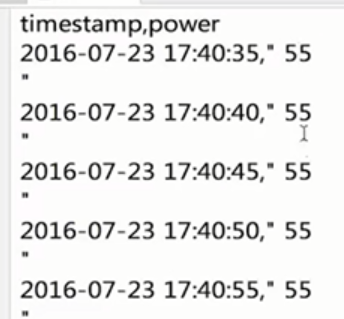 timestamp,power
2016-07-23 17:40:35," 55
"
2016-07-23 17:40:40," 55
"
2016-07-23 17:40:45," 55
"
2016-07-23 17:40:50," 55
"
2016-07-23 17:40:55," 55
"